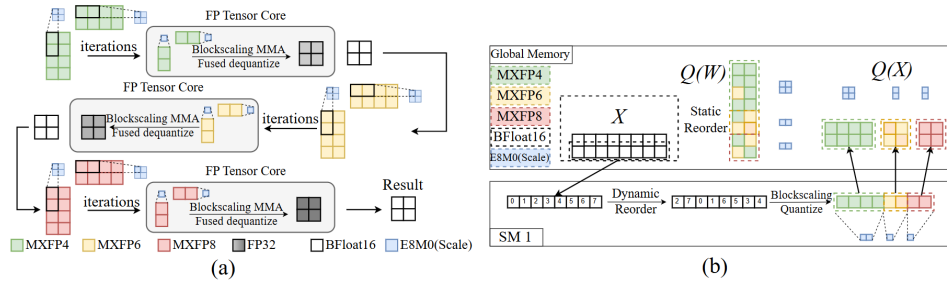 FP Tensor Core
iterations
Blockscaling MMA
Fused dequantize
FP Tensor Core
Blockscaling MMA
Fused dequantize
iterations
FP Tensor Core
iterations
Blockscaling MMA
Fused dequantize
Result
MXFP4 MXFP6 MXFP8 FP32 BFloat16 E8M0(Scale)
(a)
Global Memory
MXFP4
MXFP6
MXFP8
BFloat16
E8M0(Scale)
X
Q(W)
Static
Reorder
Q(X)
0 1 2 3 4 5 6 7
Dynamic
Reorder
2 7 0 1 6 5 3 4
Blockscaling
Quantize
SM 1
(b)